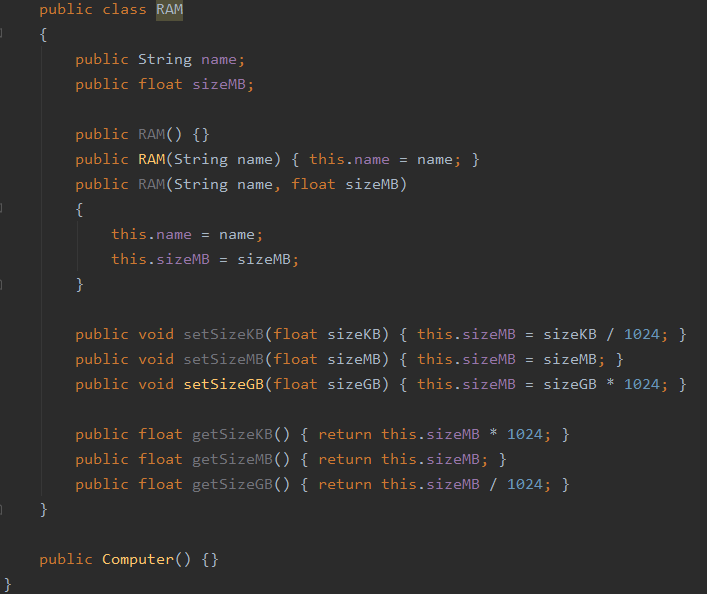 public class RAM
{
public String name;
public float sizeMB;
public RAM() {}
public RAM(String name) { this.name = name; }
public RAM(String name, float sizeMB)
{
this.name = name;
this.sizeMB = sizeMB;
}
public void setSizeKB(float sizeKB) { this.sizeMB = sizeKB / 1024; }
public void setSizeMB(float sizeMB) { this.sizeMB = sizeMB; }
public void setSizeGB(float sizeGB) { this.sizeMB = sizeGB * 1024; }
public float getSizeKB() { return this.sizeMB * 1024; }
public float getSizeMB() { return this.sizeMB; }
public float getSizeGB() { return this.sizeMB / 1024; }
}
public Computer() {}
}